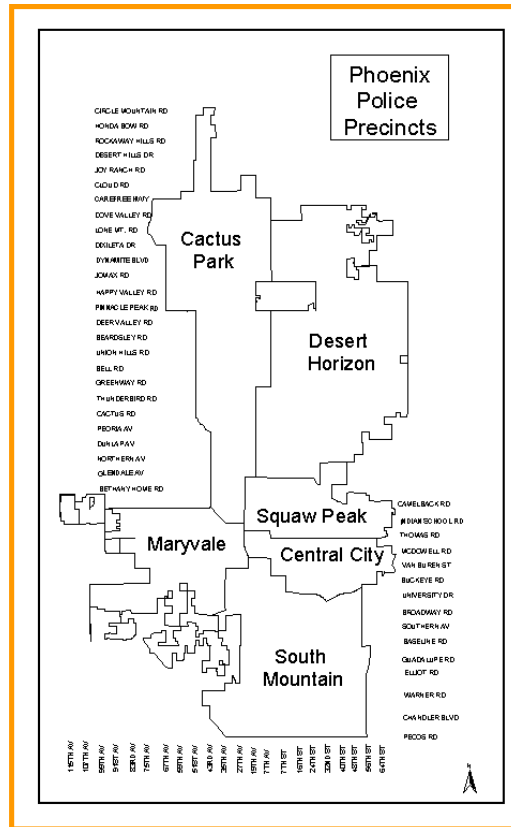 Phoenix
Police
Precincts
CIRCLE MOUNTAIN RD
HONDA BOW RD
ROCKAWAY HILLS RD
DESERT HILLS DR
JOY RANCH RD
CLOUD RD
CAREFREE HWY
DOVE VALLEY RD
LONE MT. RD
DIXILETA DR
DYNAMITE BLVD
JOMAX RD
HAPPY VALLEY RD
PINNACLE PEAK RD
DEER VALLEY RD
BEARDSLEY RD
UNION HILLS RD
BELL RD
GREENWAY RD
THUNDERBIRD RD
CACTUS RD
PEORIA AV
DUNLAP AV
NORTHERN AV
GLENDALE AV
BETHANY HOME RD
Cactus
Park
Desert
Horizon
Squaw Peak
Maryvale
Central City
South
Mountain
CAMELBACK RD
INDIAN SCHOOL RD
THOMAS RD
MCDOWELL RD
VAN BUREN ST
BUCKEYE RD
UNIVERSITY DR
BROADWAY RD
SOUTHERN AV
BASELINE RD
GUADALUPE RD
ELLIOT RD
WARNER RD
CHANDLER BLVD
PECOS RD
115TH AV
107TH AV
99TH AV
91ST AV
83RD AV
75TH AV
67TH AV
59TH AV
51ST AV
43RD AV
35TH AV
27TH AV
19TH AV
7TH AV
7TH ST
16TH ST
24TH ST
32ND ST
40TH ST
48TH ST
56TH ST
64TH ST